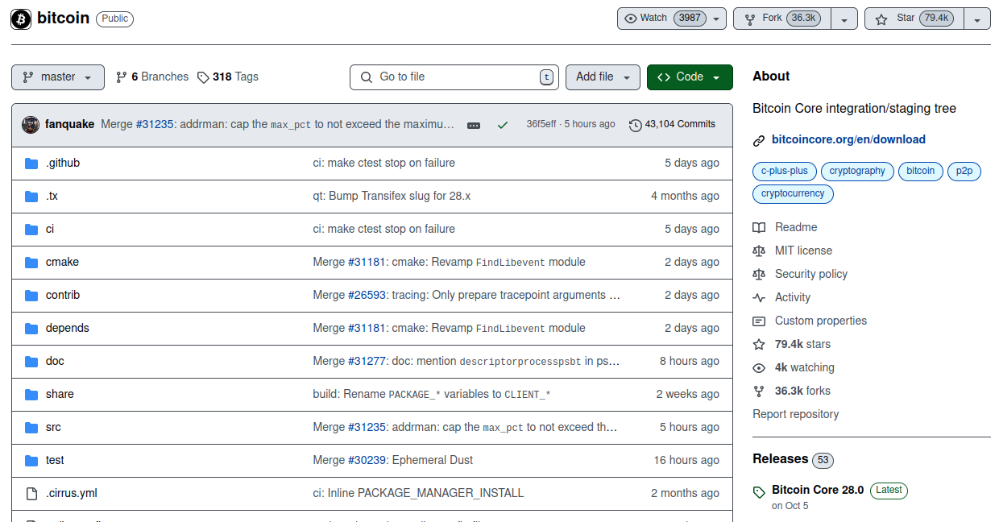 bitcoin Public Watch 3987 Fork 36.3k Star 79.4k
master 6 Branches 318 Tags Go to file t Add file Code
fanquake Merge #31235: addrman: cap the max_pct to not exceed the maximu… 36f5eff · 5 hours ago 43,104 Commits
.github ci: make ctest stop on failure 5 days ago
.tx qt: Bump Transifex slug for 28.x 4 months ago
ci ci: make ctest stop on failure 5 days ago
cmake Merge #31181: cmake: Revamp FindLibevent module 2 days ago
contrib Merge #26593: tracing: Only prepare tracepoint arguments … 2 days ago
depends Merge #31181: cmake: Revamp FindLibevent module 2 days ago
doc Merge #31277: doc: mention descriptorprocesspsbt in ps… 8 hours ago
share build: Rename PACKAGE_* variables to CLIENT_* 2 weeks ago
src Merge #31235: addrman: cap the max_pct to not exceed th… 5 hours ago
test Merge #30239: Ephemeral Dust 16 hours ago
.cirrus.yml ci: Inline PACKAGE_MANAGER_INSTALL 2 months ago
About
Bitcoin Core integration/staging tree
bitcoincore.org/en/download
c-plus-plus cryptography bitcoin p2p
cryptocurrency
Readme
MIT license
Security policy
Activity
Custom properties
79.4k stars
4k watching
36.3k forks
Report repository
Releases 53
Bitcoin Core 28.0 Latest
on Oct 5